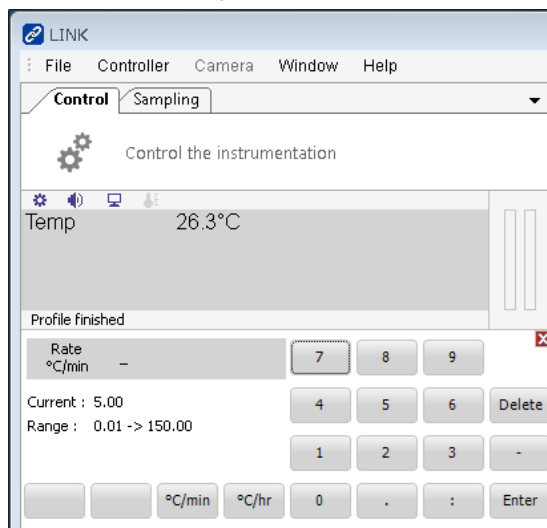 LINK
File Controller Camera Window Help
Control Sampling
Control the instrumentation
Temp 26.3°C
Profile finished
Rate
°C/min –
7 8 9
Current : 5.00
4 5 6 Delete
Range : 0.01 -> 150.00
1 2 3 -
°C/min °C/hr 0 . : Enter